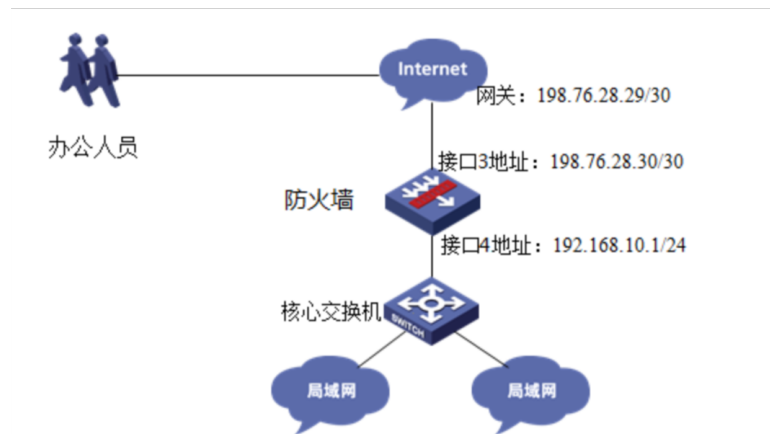 Internet
网关：198.76.28.29/30
办公人员
接口3地址：198.76.28.30/30
防火墙
接口4地址：192.168.10.1/24
核心交换机
SWITCH
局域网
局域网